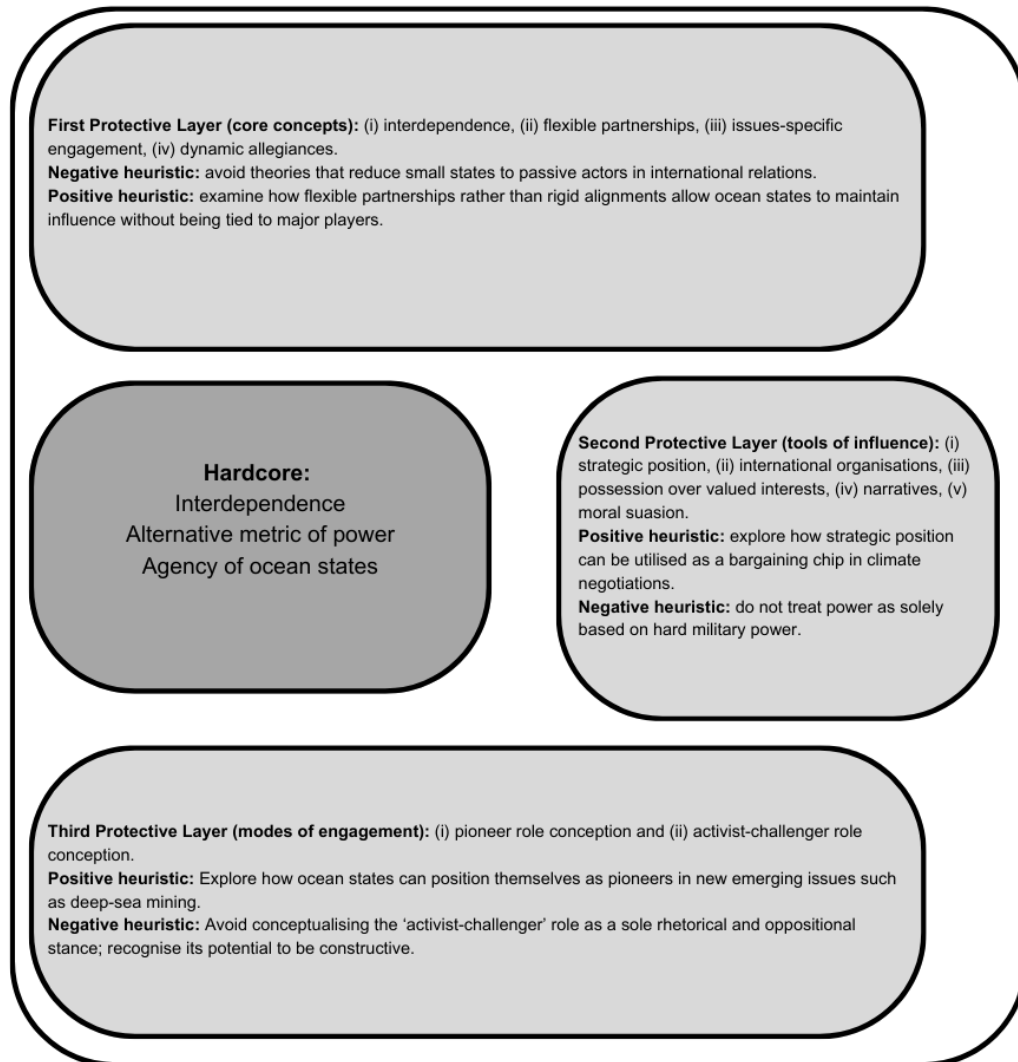 First Protective Layer (core concepts): (i) interdependence, (ii) flexible partnerships, (iii) issues-specific
engagement, (iv) dynamic allegiances.
Negative heuristic: avoid theories that reduce small states to passive actors in international relations.
Positive heuristic: examine how flexible partnerships rather than rigid alignments allow ocean states to maintain
influence without being tied to major players.
Hardcore:
Interdependence
Alternative metric of power
Agency of ocean states
Second Protective Layer (tools of influence): (i)
strategic position, (ii) international organisations, (iii)
possession over valued interests, (iv) narratives, (v)
moral suasion.
Positive heuristic: explore how strategic position
can be utilised as a bargaining chip in climate
negotiations.
Negative heuristic: do not treat power as solely
based on hard military power.
Third Protective Layer (modes of engagement): (i) pioneer role conception and (ii) activist-challenger role
conception.
Positive heuristic: Explore how ocean states can position themselves as pioneers in new emerging issues such
as deep-sea mining.
Negative heuristic: Avoid conceptualising the ‘activist-challenger’ role as a sole rhetorical and oppositional
stance; recognise its potential to be constructive.